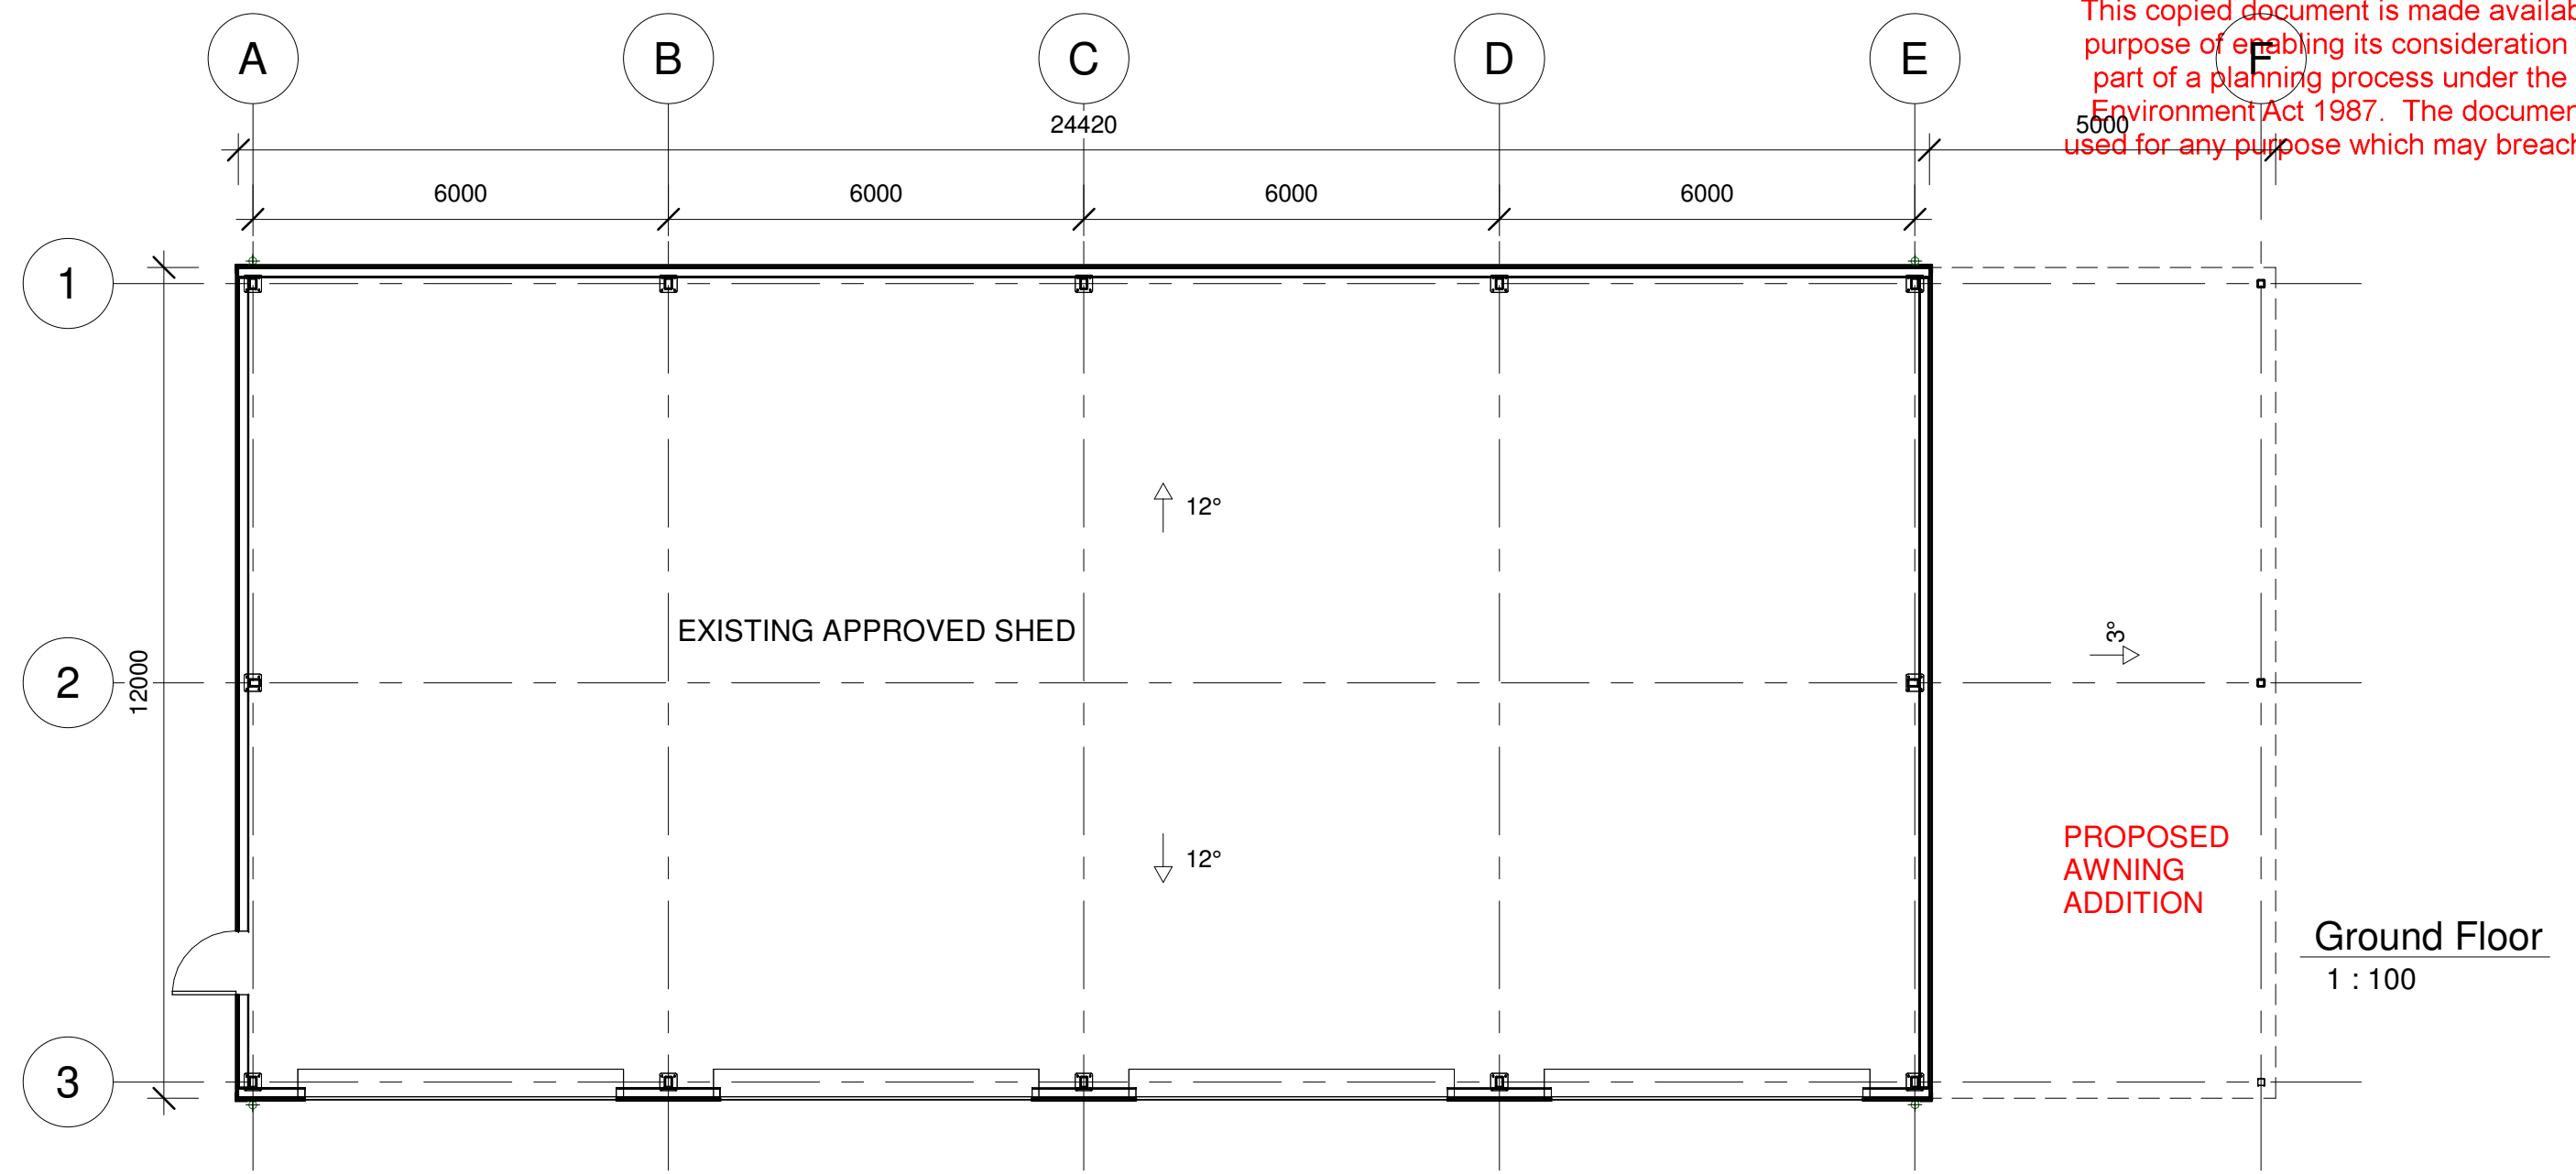 This copied document is made availab
purpose of enabling its consideration
part of a planning process under the
Environment Act 1987. The documen
used for any purpose which may breach
A
B
C
D
E
F
24420
5000
6000
6000
6000
6000
1
12°
EXISTING APPROVED SHED
3°
2
12000
12°
PROPOSED
AWNING
ADDITION
Ground Floor
1 : 100
3